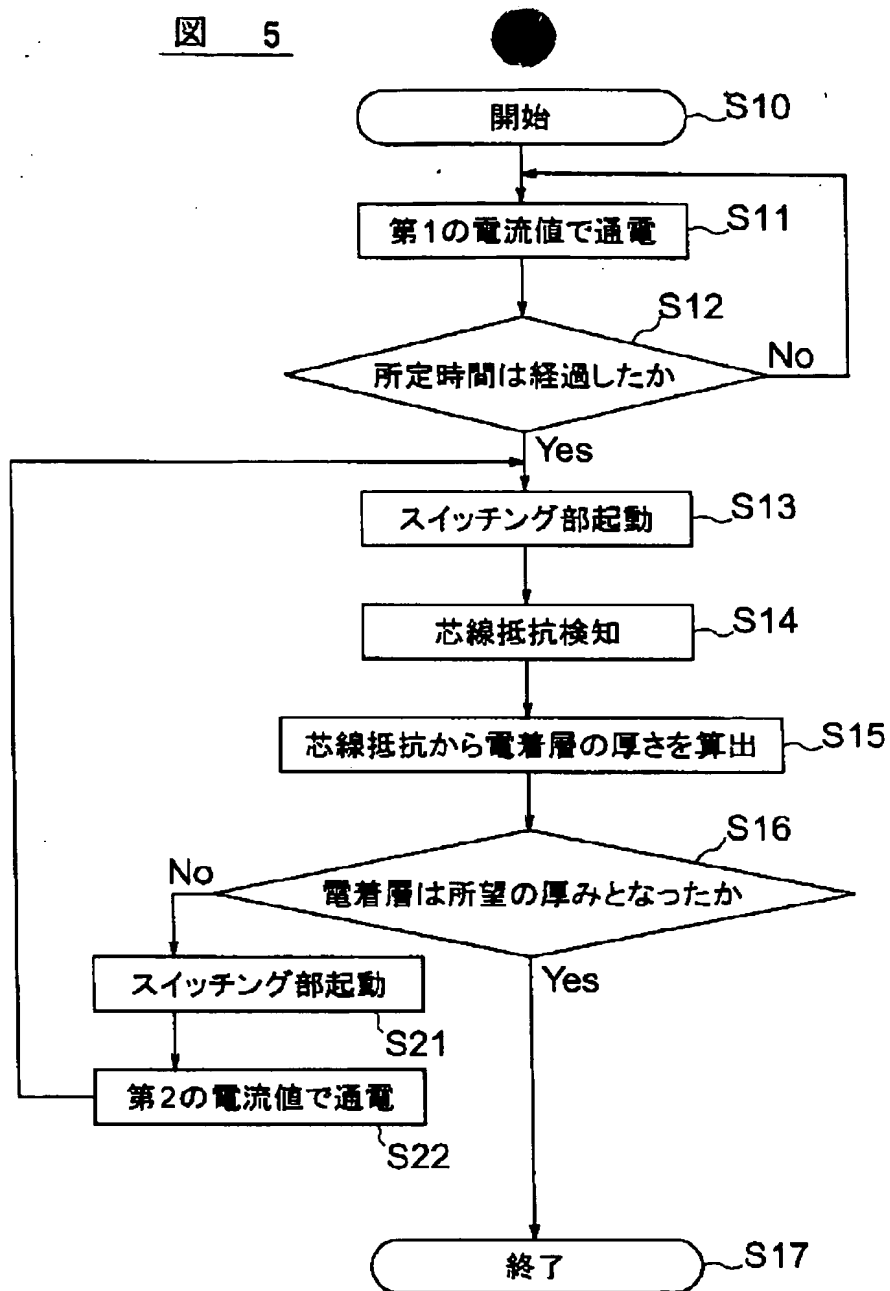 図 5
開始
S10
第1の電流値で通電
S11
S12
所定時間は経過したか
No
Yes
スイッチング部起動
S13
芯線抵抗検知
S14
芯線抵抗から電着層の厚さを算出
S15
S16
No
電着層は所望の厚みとなったか
Yes
スイッチング部起動
S21
第2の電流値で通電
S22
終了
S17